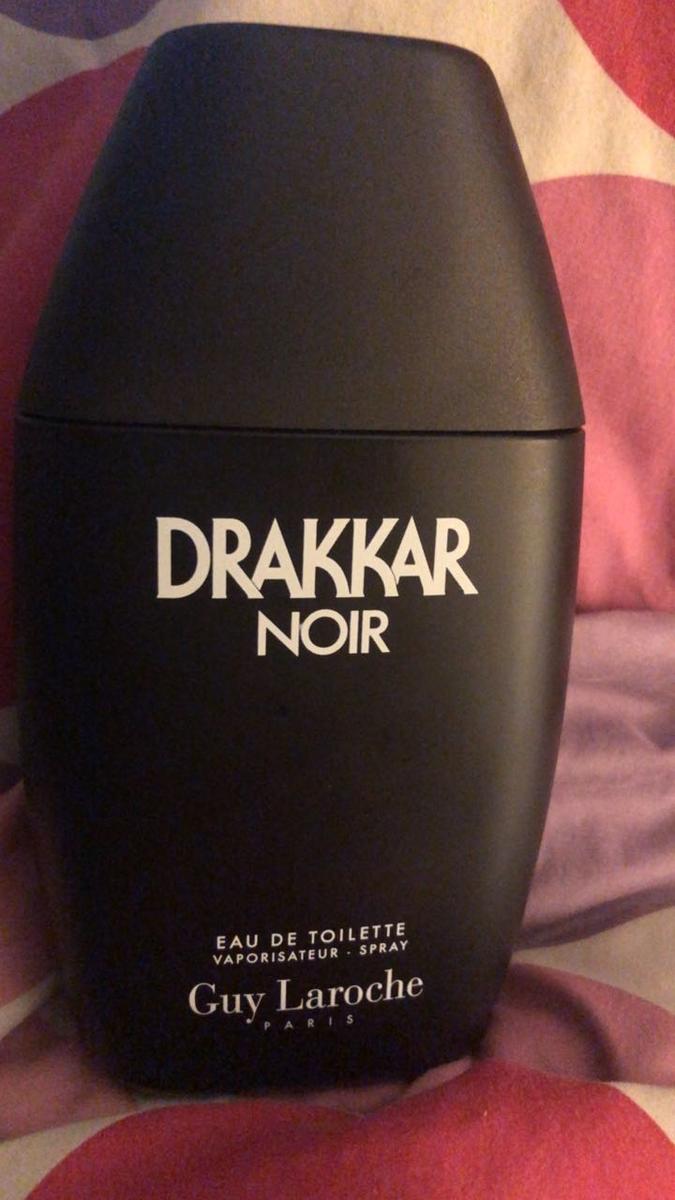 DRAKKAR
NOIR
EAU DE TOILETTE
VAPORISATEUR · SPRAY
Guy Laroche
PARIS